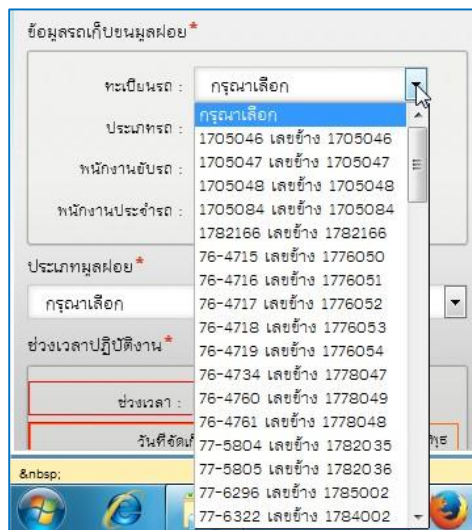 ข้อมูลรถเก็บขนมูลฝอย*
ทะเบียนรถ : กรุณาเลือก
กรุณาเลือก
ประเภทรถ :
1705046 เลขข้าง 1705046
1705047 เลขข้าง 1705047
พนักงานขับรถ :
1705048 เลขข้าง 1705048
พนักงานประจำรถ :
1705084 เลขข้าง 1705084
1782166 เลขข้าง 1782166
ประเภทมูลฝอย*
76-4715 เลขข้าง 1776050
76-4716 เลขข้าง 1776051
กรุณาเลือก
76-4717 เลขข้าง 1776052
76-4718 เลขข้าง 1776053
ช่วงเวลาปฏิบัติงาน*
76-4719 เลขข้าง 1776054
76-4734 เลขข้าง 1778047
76-4760 เลขข้าง 1778049
ช่วงเวลา :
76-4761 เลขข้าง 1778048
77-5804 เลขข้าง 1782035
วันที่จัดเก็
77-5805 เลขข้าง 1782036
&nbsp;
77-6296 เลขข้าง 1785002
77-6322 เลขข้าง 1784002